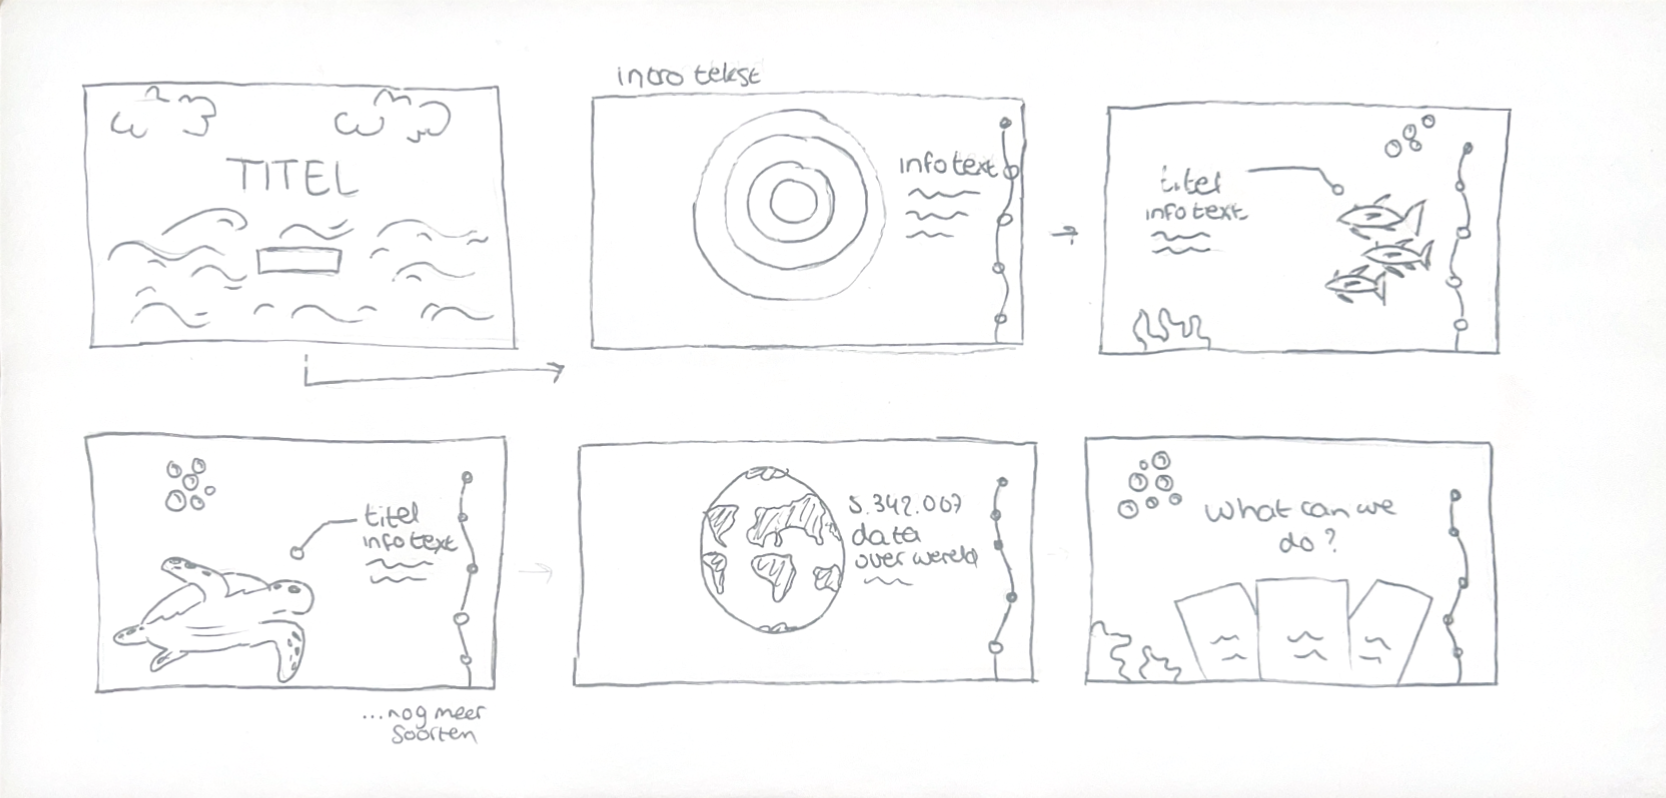 TITEL
intro tekst
info text
titel
info text
titel
info text
...nog meer
soorten
5.342.007
data
over wereld
What can we
do?